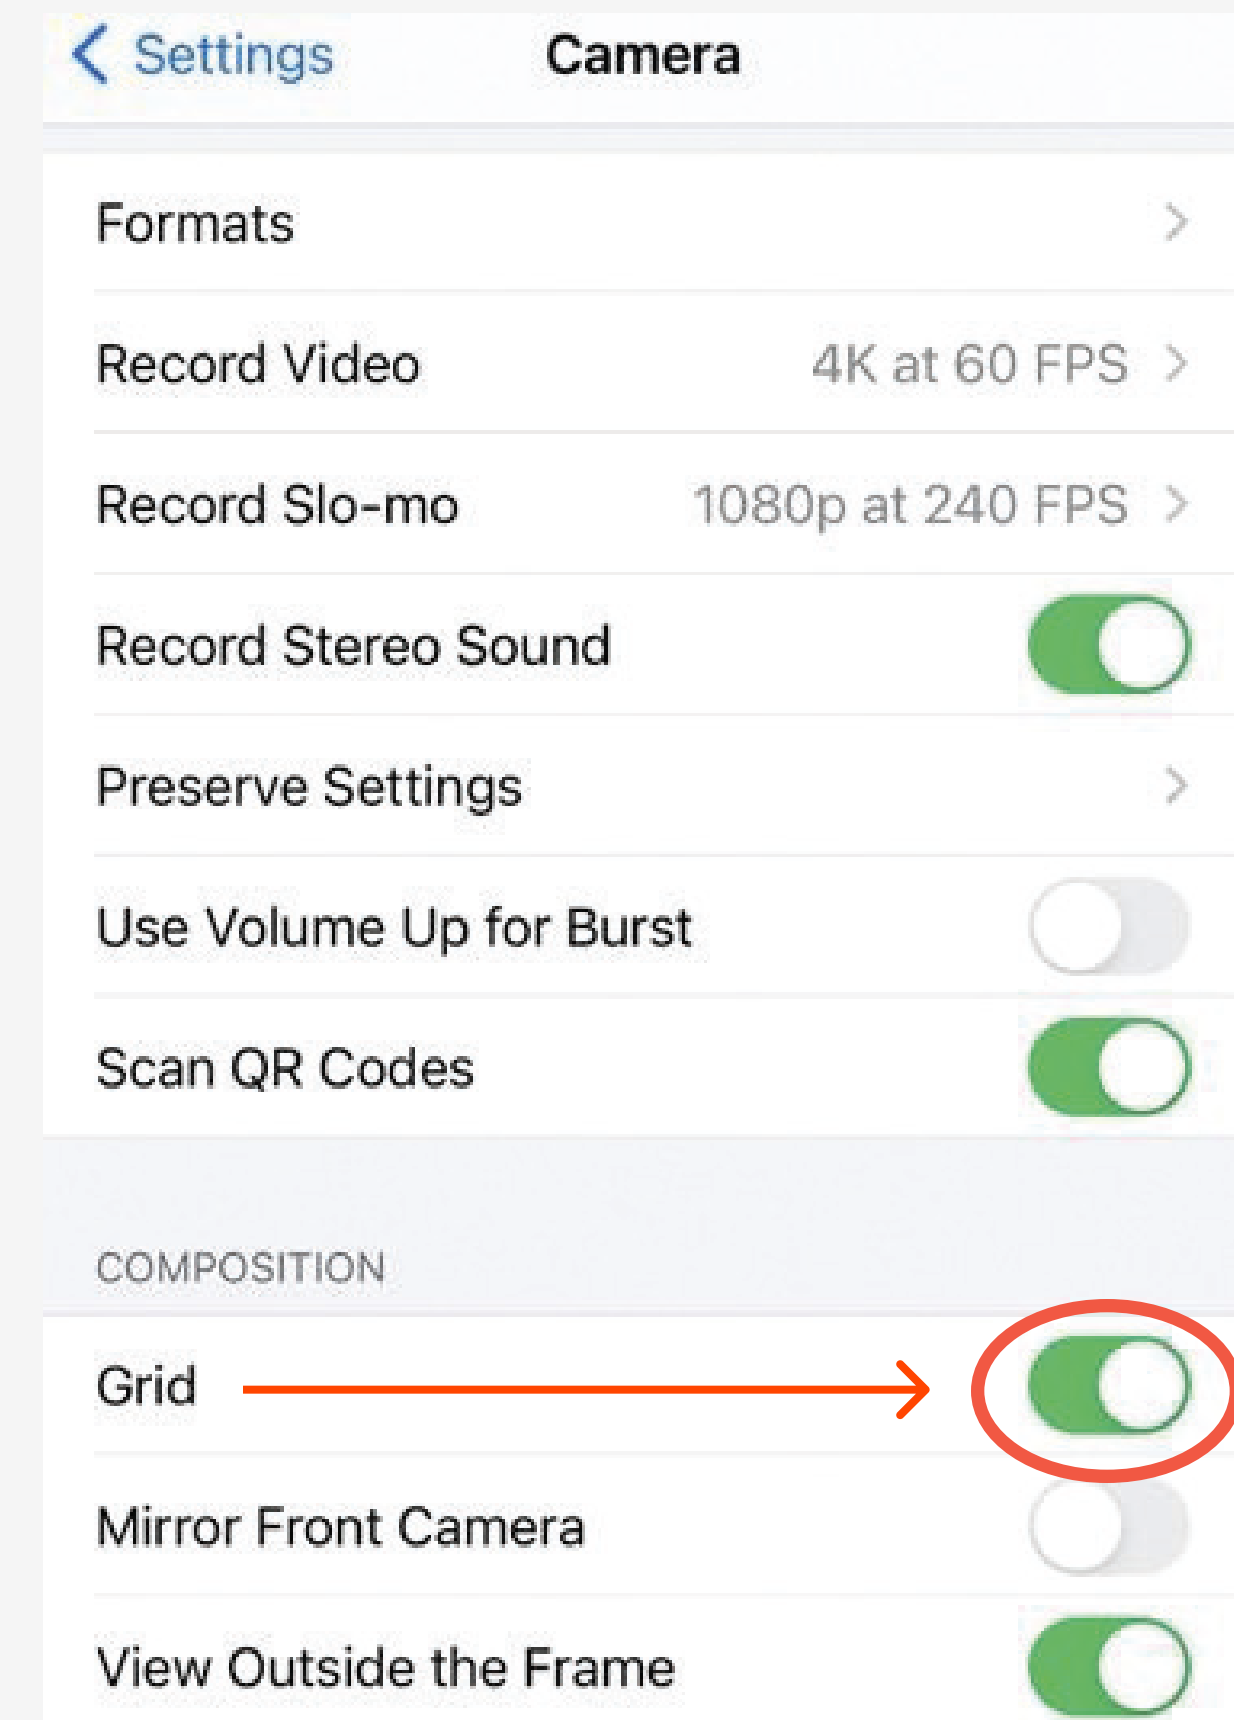 Settings
Camera
Formats
Record Video 4K at 60 FPS
Record Slo-mo 1080p at 240 FPS
Record Stereo Sound
Preserve Settings
Use Volume Up for Burst
Scan QR Codes
COMPOSITION
Grid
Mirror Front Camera
View Outside the Frame